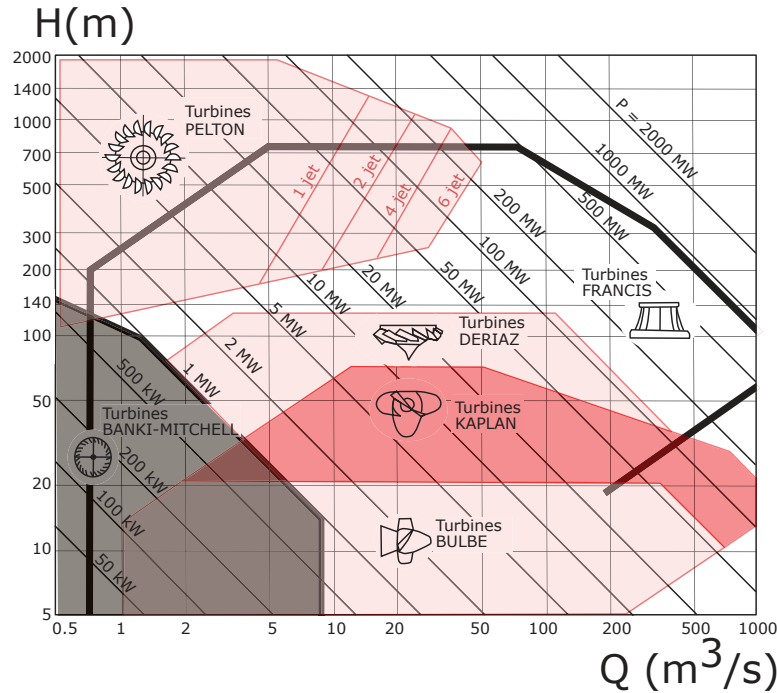 H(m)
2000
1400
1000
700
500
300
200
140
100
50
20
10
5
Turbines
PELTON
1 jet
2 jet
4 jet
6 jet
P = 2000 MW
1000 MW
500 MW
200 MW
100 MW
50 MW
20 MW
10 MW
5 MW
2 MW
1 MW
500 kW
200 kW
100 kW
50 kW
Turbines
FRANCIS
Turbines
DERIAZ
Turbines
KAPLAN
Turbines
BANKI-MITCHELL
Turbines
BULBE
0.5 1 2 5 10 20 50 100 200 500 1000
Q (m³/s)